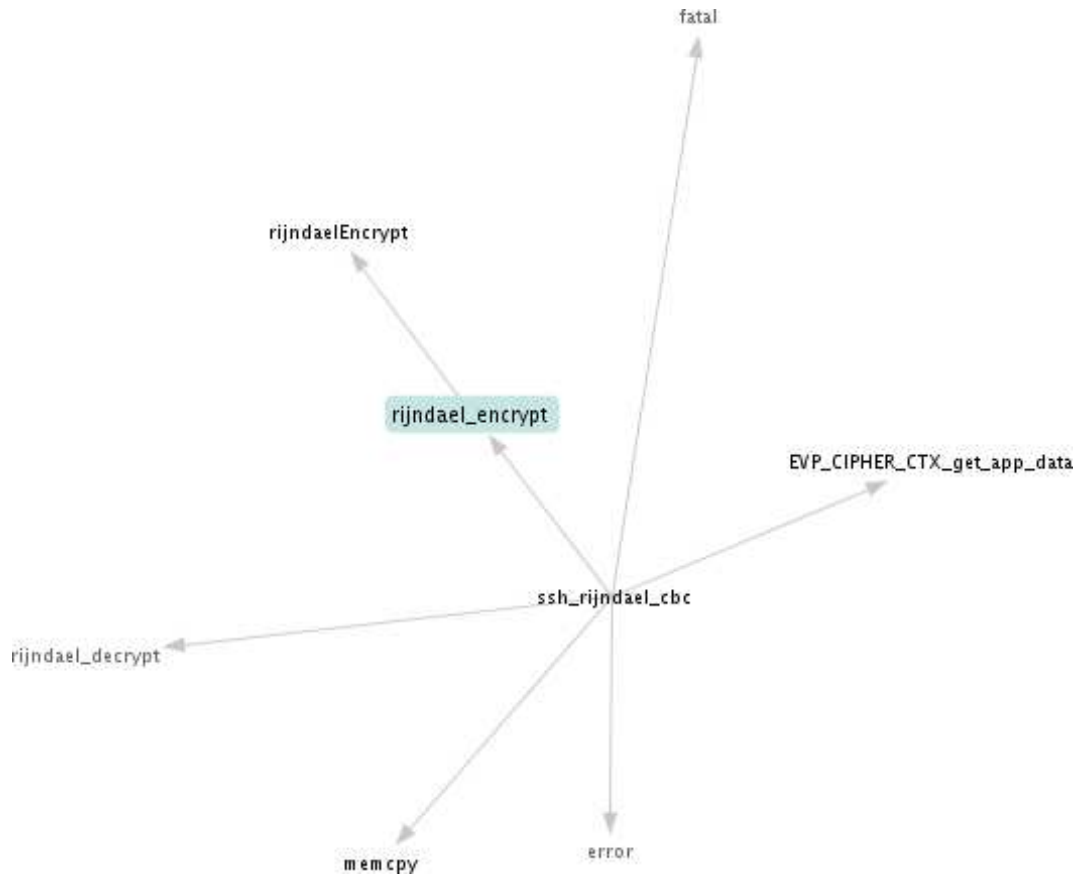 fatal
rijndaelEncrypt
rijndael_encrypt
EVP_CIPHER_CTX_get_app_data
ssh_rijndael_cbc
rijndael_decrypt
error
memcpy